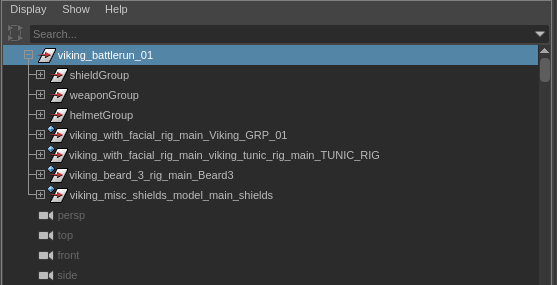 Display Show Help
Search...
viking_battlerun_01
shieldGroup
weaponGroup
helmetGroup
viking_with_facial_rig_main_Viking_GRP_01
viking_with_facial_rig_main_viking_tunic_rig_main_TUNIC_RIG
viking_beard_3_rig_main_Beard3
viking_misc_shields_model_main_shields
persp
top
front
side